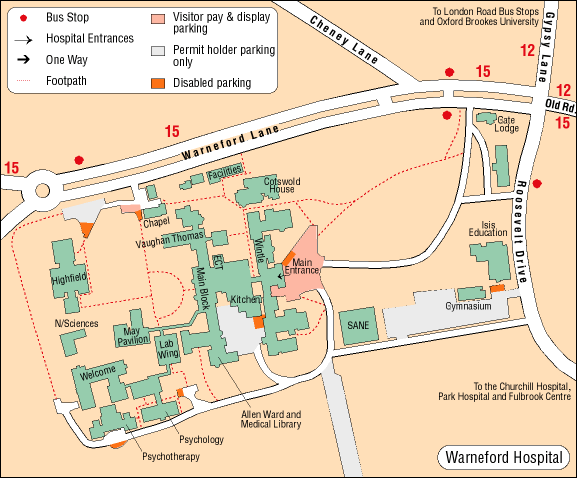 Bus Stop
Hospital Entrances
One Way
Footpath
Visitor pay & display
parking
Permit holder parking
only
Disabled parking
Cheney Lane
To London Road Bus Stops
and Oxford Brookes University
Gypsy Lane
12
15
12
Old Rd
15
15
15
Warneford Lane
Gate
Lodge
Facilities
Cotswold
House
Roosevelt Drive
Chapel
Vaughan Thomas
Wintle
Isis
Education
ECT
Main
Entrance
Highfield
Main Block
Kitchen
Gymnasium
N/Sciences
May
Pavilion
Lab
Wing
SANE
Welcome
To the Churchill Hospital,
Park Hospital and Fulbrook Centre
Allen Ward and
Medical Library
Psychology
Psychotherapy
Warneford Hospital